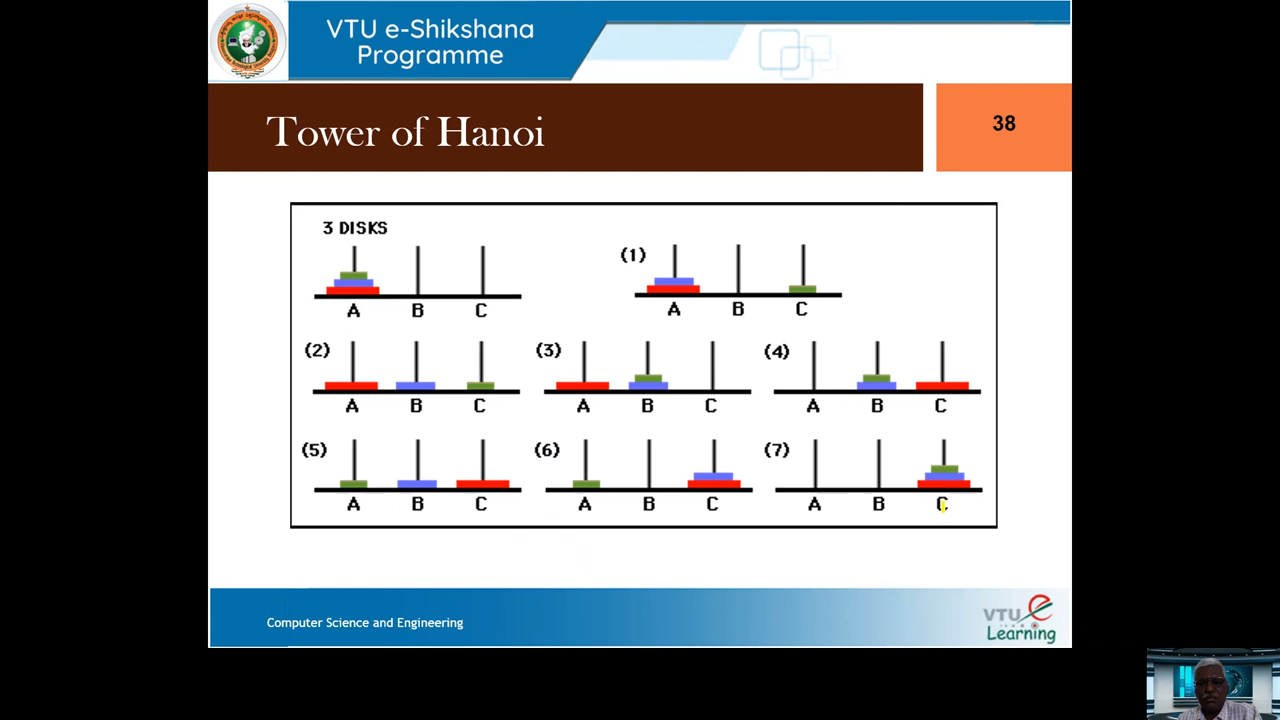 VTU e-Shikshana
Programme
Tower of Hanoi
38
3 DISKS
A B C
(1)
A B C
(2)
A B C
(3)
A B C
(4)
A B C
(5)
A B C
(6)
A B C
(7)
A B C
Computer Science and Engineering
VTU e
Learning